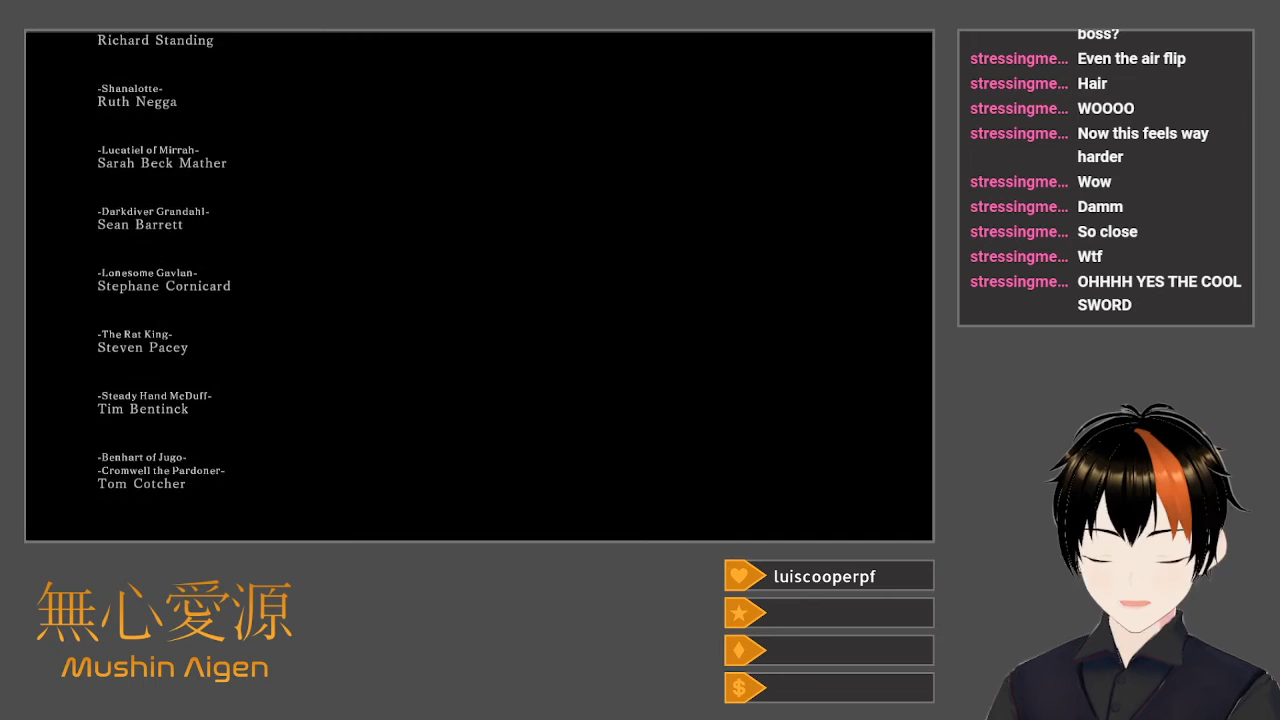 Richard Standing
-Shanalotte-
Ruth Negga
-Lucatiel of Mirrah-
Sarah Beck Mather
-Darkdiver Grandahl-
Sean Barrett
-Lonesome Gavlan-
Stephane Cornicard
-The Rat King-
Steven Pacey
-Steady Hand McDuff-
Tim Bentinck
-Benhart of Jugo-
-Cromwell the Pardoner-
Tom Cotcher
boss?
stressingme... Even the air flip
stressingme... Hair
stressingme... WOOOO
stressingme... Now this feels way
harder
stressingme... Wow
stressingme... Damm
stressingme... So close
stressingme... Wtf
stressingme... OHHHH YES THE COOL
SWORD
無心愛源
Mushin Aigen
luiscooperpf